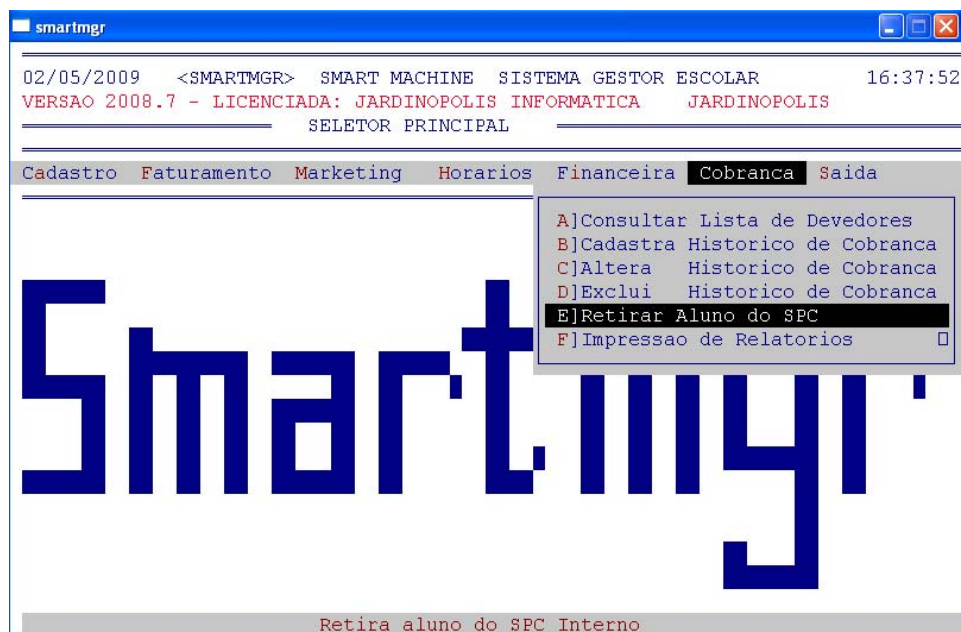 smartmgr
02/05/2009 <SMARTMGR> SMART MACHINE SISTEMA GESTOR ESCOLAR 16:37:52
VERSAO 2008.7 - LICENCIADA: JARDINOPOLIS INFORMATICA JARDINOPOLIS
SELETOR PRINCIPAL
Cadastro Faturamento Marketing Horarios Financeira Cobranca Saida
A]Consultar Lista de Devedores
B]Cadastra Historico de Cobranca
C]Altera Historico de Cobranca
D]Exclui Historico de Cobranca
E]Retirar Aluno do SPC
F]Impressao de Relatorios
Smartmgr
Retira aluno do SPC Interno